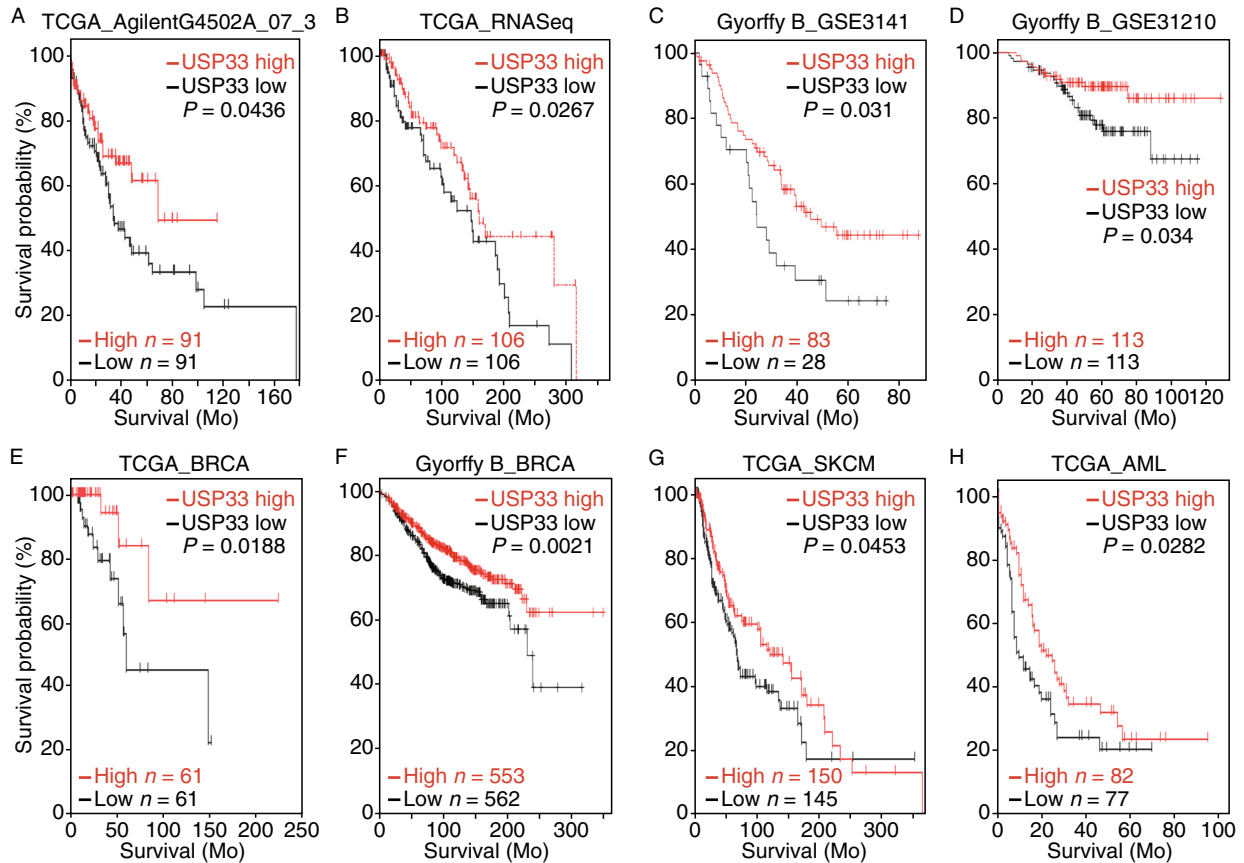 A
TCGA_AgilentG4502A_07_3
USP33 high
USP33 low
P = 0.0436
High n = 91
Low n = 91
100
80
60
40
20
0
0 20 60 100 140 180
Survival probability (%)
Survival (Mo)
B
TCGA_RNASeq
USP33 high
USP33 low
P = 0.0267
High n = 106
Low n = 106
100
80
60
40
20
0
0 100 200 300
Survival (Mo)
C
Gyorffy B_GSE3141
USP33 high
USP33 low
P = 0.031
High n = 83
Low n = 28
100
80
60
40
20
0
0 20 40 60 80
Survival (Mo)
D
Gyorffy B_GSE31210
USP33 high
USP33 low
P = 0.034
High n = 113
Low n = 113
100
80
60
40
20
0
0 20 40 60 80 100 120
Survival (Mo)
E
TCGA_BRCA
USP33 high
USP33 low
P = 0.0188
High n = 61
Low n = 61
100
80
60
40
20
0
0 50 100 150 200 250
Survival probability (%)
Survival (Mo)
F
Gyorffy B_BRCA
USP33 high
USP33 low
P = 0.0021
High n = 553
Low n = 562
100
80
60
40
20
0
0 100 200 300
Survival (Mo)
G
TCGA_SKCM
USP33 high
USP33 low
P = 0.0453
High n = 150
Low n = 145
100
80
60
40
20
0
0 100 200 300
Survival (Mo)
H
TCGA_AML
USP33 high
USP33 low
P = 0.0282
High n = 82
Low n = 77
100
80
60
40
20
0
0 20 40 60 80 100
Survival (Mo)